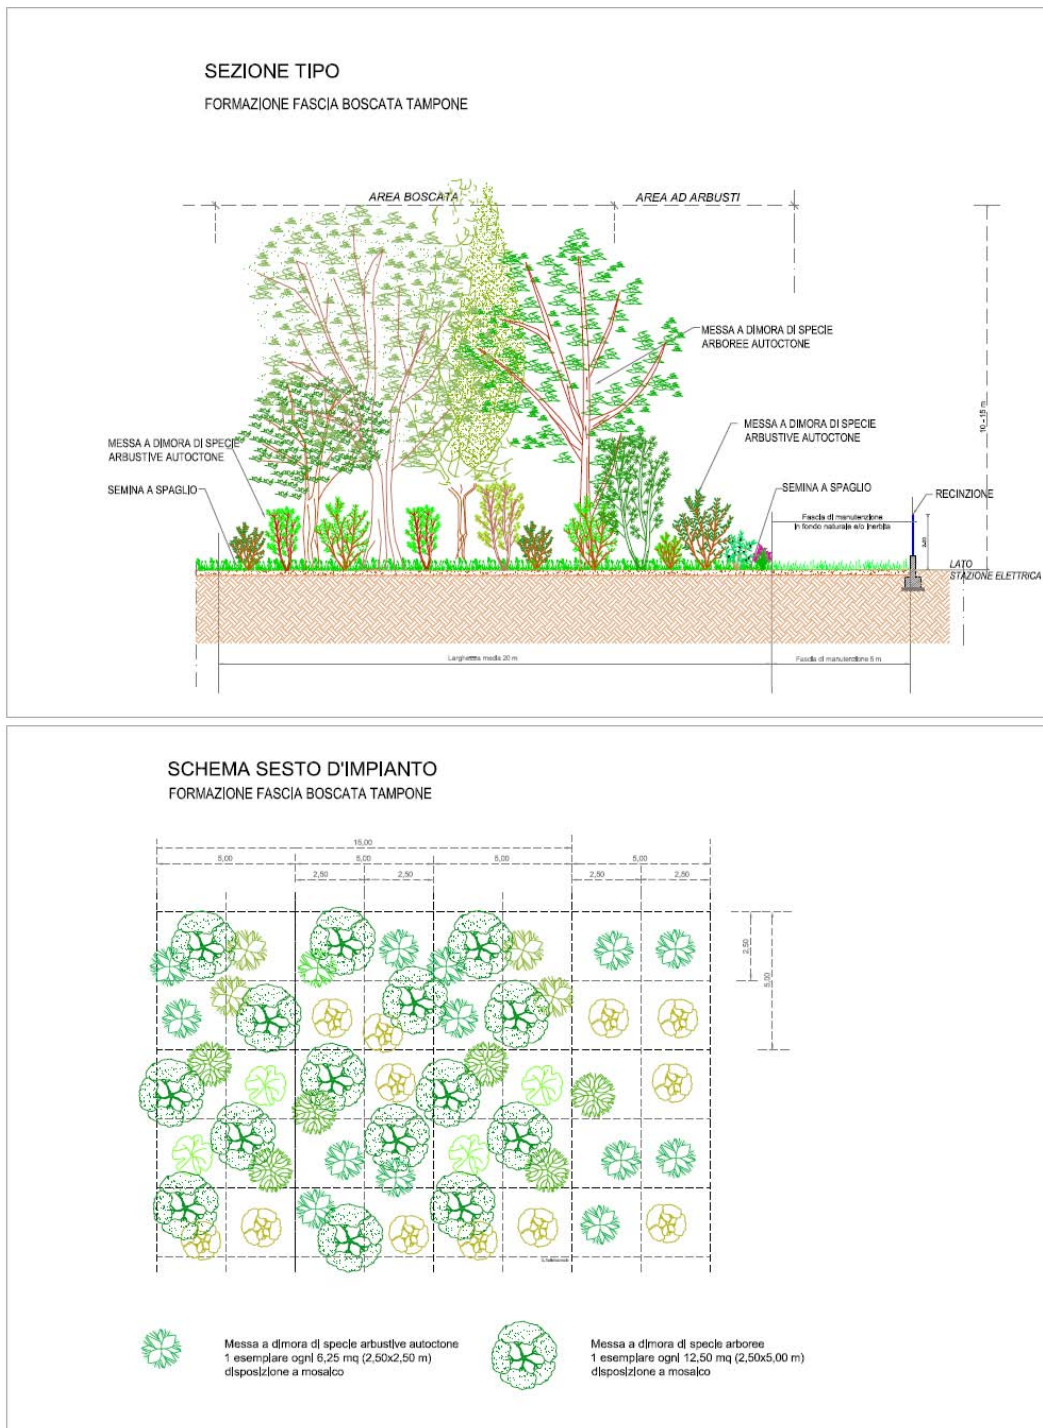 SEZIONE TIPO
FORMAZIONE FASCIA BOSCATA TAMPONE
AREA BOSCATA
AREA AD ARBUSTI
MESSA A DIMORA DI SPECIE
ARBOREE AUTOCTONE
MESSA A DIMORA DI SPECIE
ARBUSTIVE AUTOCTONE
MESSA A DIMORA DI SPECIE
ARBUSTIVE AUTOCTONE
SEMINA A SPAGLIO
SEMINA A SPAGLIO
RECINZIONE
10 - 15 m
Fascia di manutenzione
in fondo naturale e/o inerbita
LATO
STAZIONE ELETTRICA
Larghezza media 20 m
Fascia di manutenzione 5 m
SCHEMA SESTO D'IMPIANTO
FORMAZIONE FASCIA BOSCATA TAMPONE
15,00
5,00
5,00
5,00
5,00
2,50
2,50
2,50
2,50
2,50
5,00
Messa a dimora di specie arbustive autoctone
1 esemplare ogni 6,25 mq (2,50x2,50 m)
disposizione a mosaico
Messa a dimora di specie arboree
1 esemplare ogni 12,50 mq (2,50x5,00 m)
disposizione a mosaico